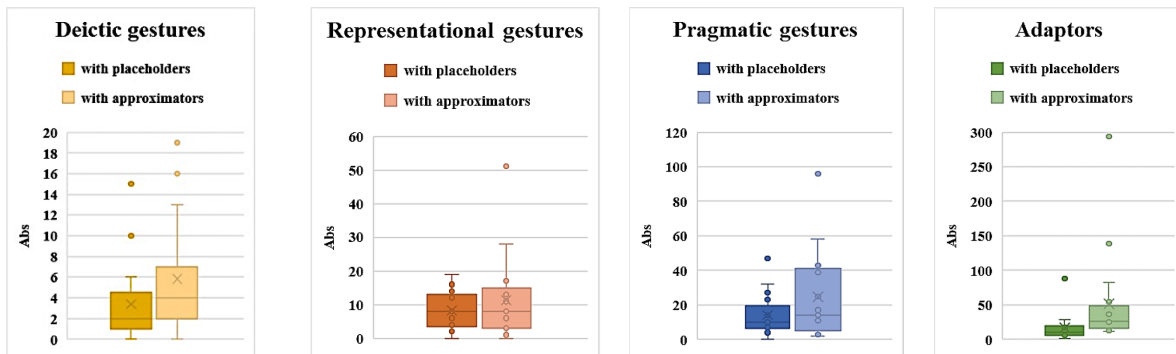 Deictic gestures
with placeholders
with approximators
20
18
16
14
12
10
8
6
4
2
0
Abs
Representational gestures
with placeholders
with approximators
60
50
40
30
20
10
0
Abs
Pragmatic gestures
with placeholders
with approximators
120
100
80
60
40
20
0
Abs
Adaptors
with placeholders
with approximators
300
250
200
150
100
50
0
Abs